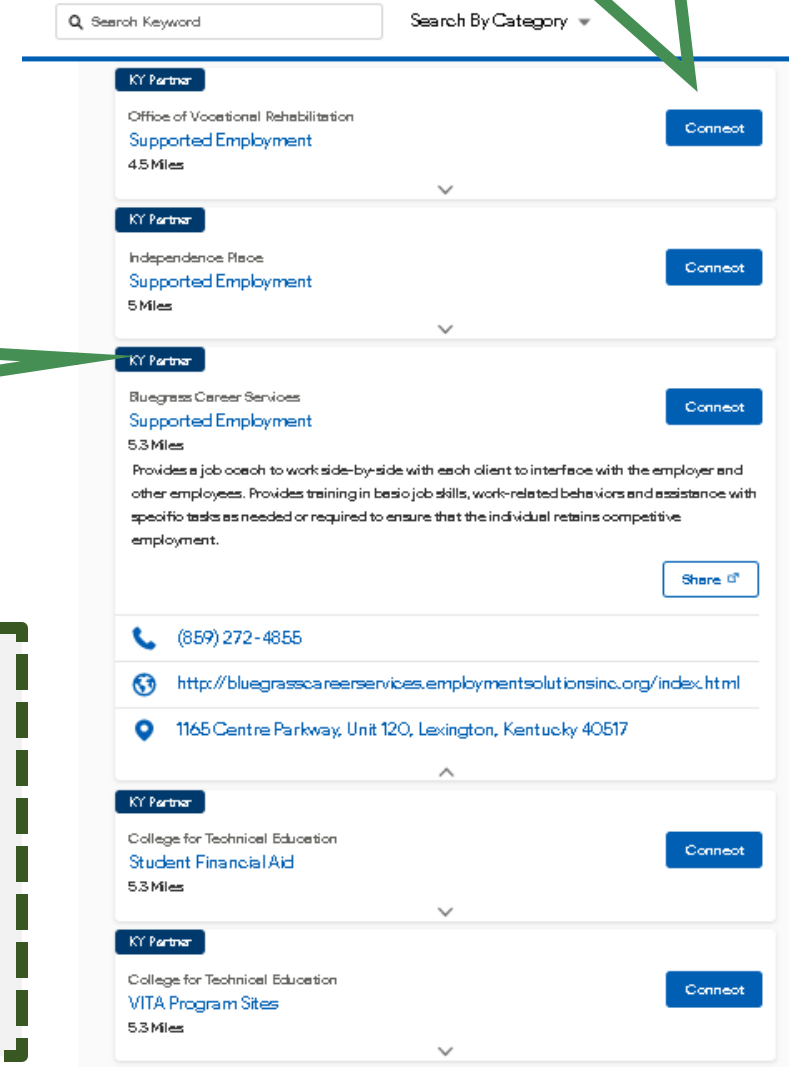 Search Keyword
Search By Category
KY Partner
Office of Vocational Rehabilitation
Supported Employment
4.5 Miles
Connect
KY Partner
Independence Place
Supported Employment
5 Miles
Connect
KY Partner
Bluegrass Career Services
Supported Employment
5.3 Miles
Connect
Provides a job coach to work side-by-side with each client to interface with the employer and
other employees. Provides training in basic job skills, work-related behaviors and assistance with
specific tasks as needed or required to ensure that the individual retains competitive
employment.
Share
(859) 272-4855
http://bluegrasscareerservices.employmentsolutionsinc.org/index.html
1165 Centre Parkway, Unit 120, Lexington, Kentucky 40517
KY Partner
College for Technical Education
Student Financial Aid
5.3 Miles
Connect
KY Partner
College for Technical Education
VITA Program Sites
5.3 Miles
Connect